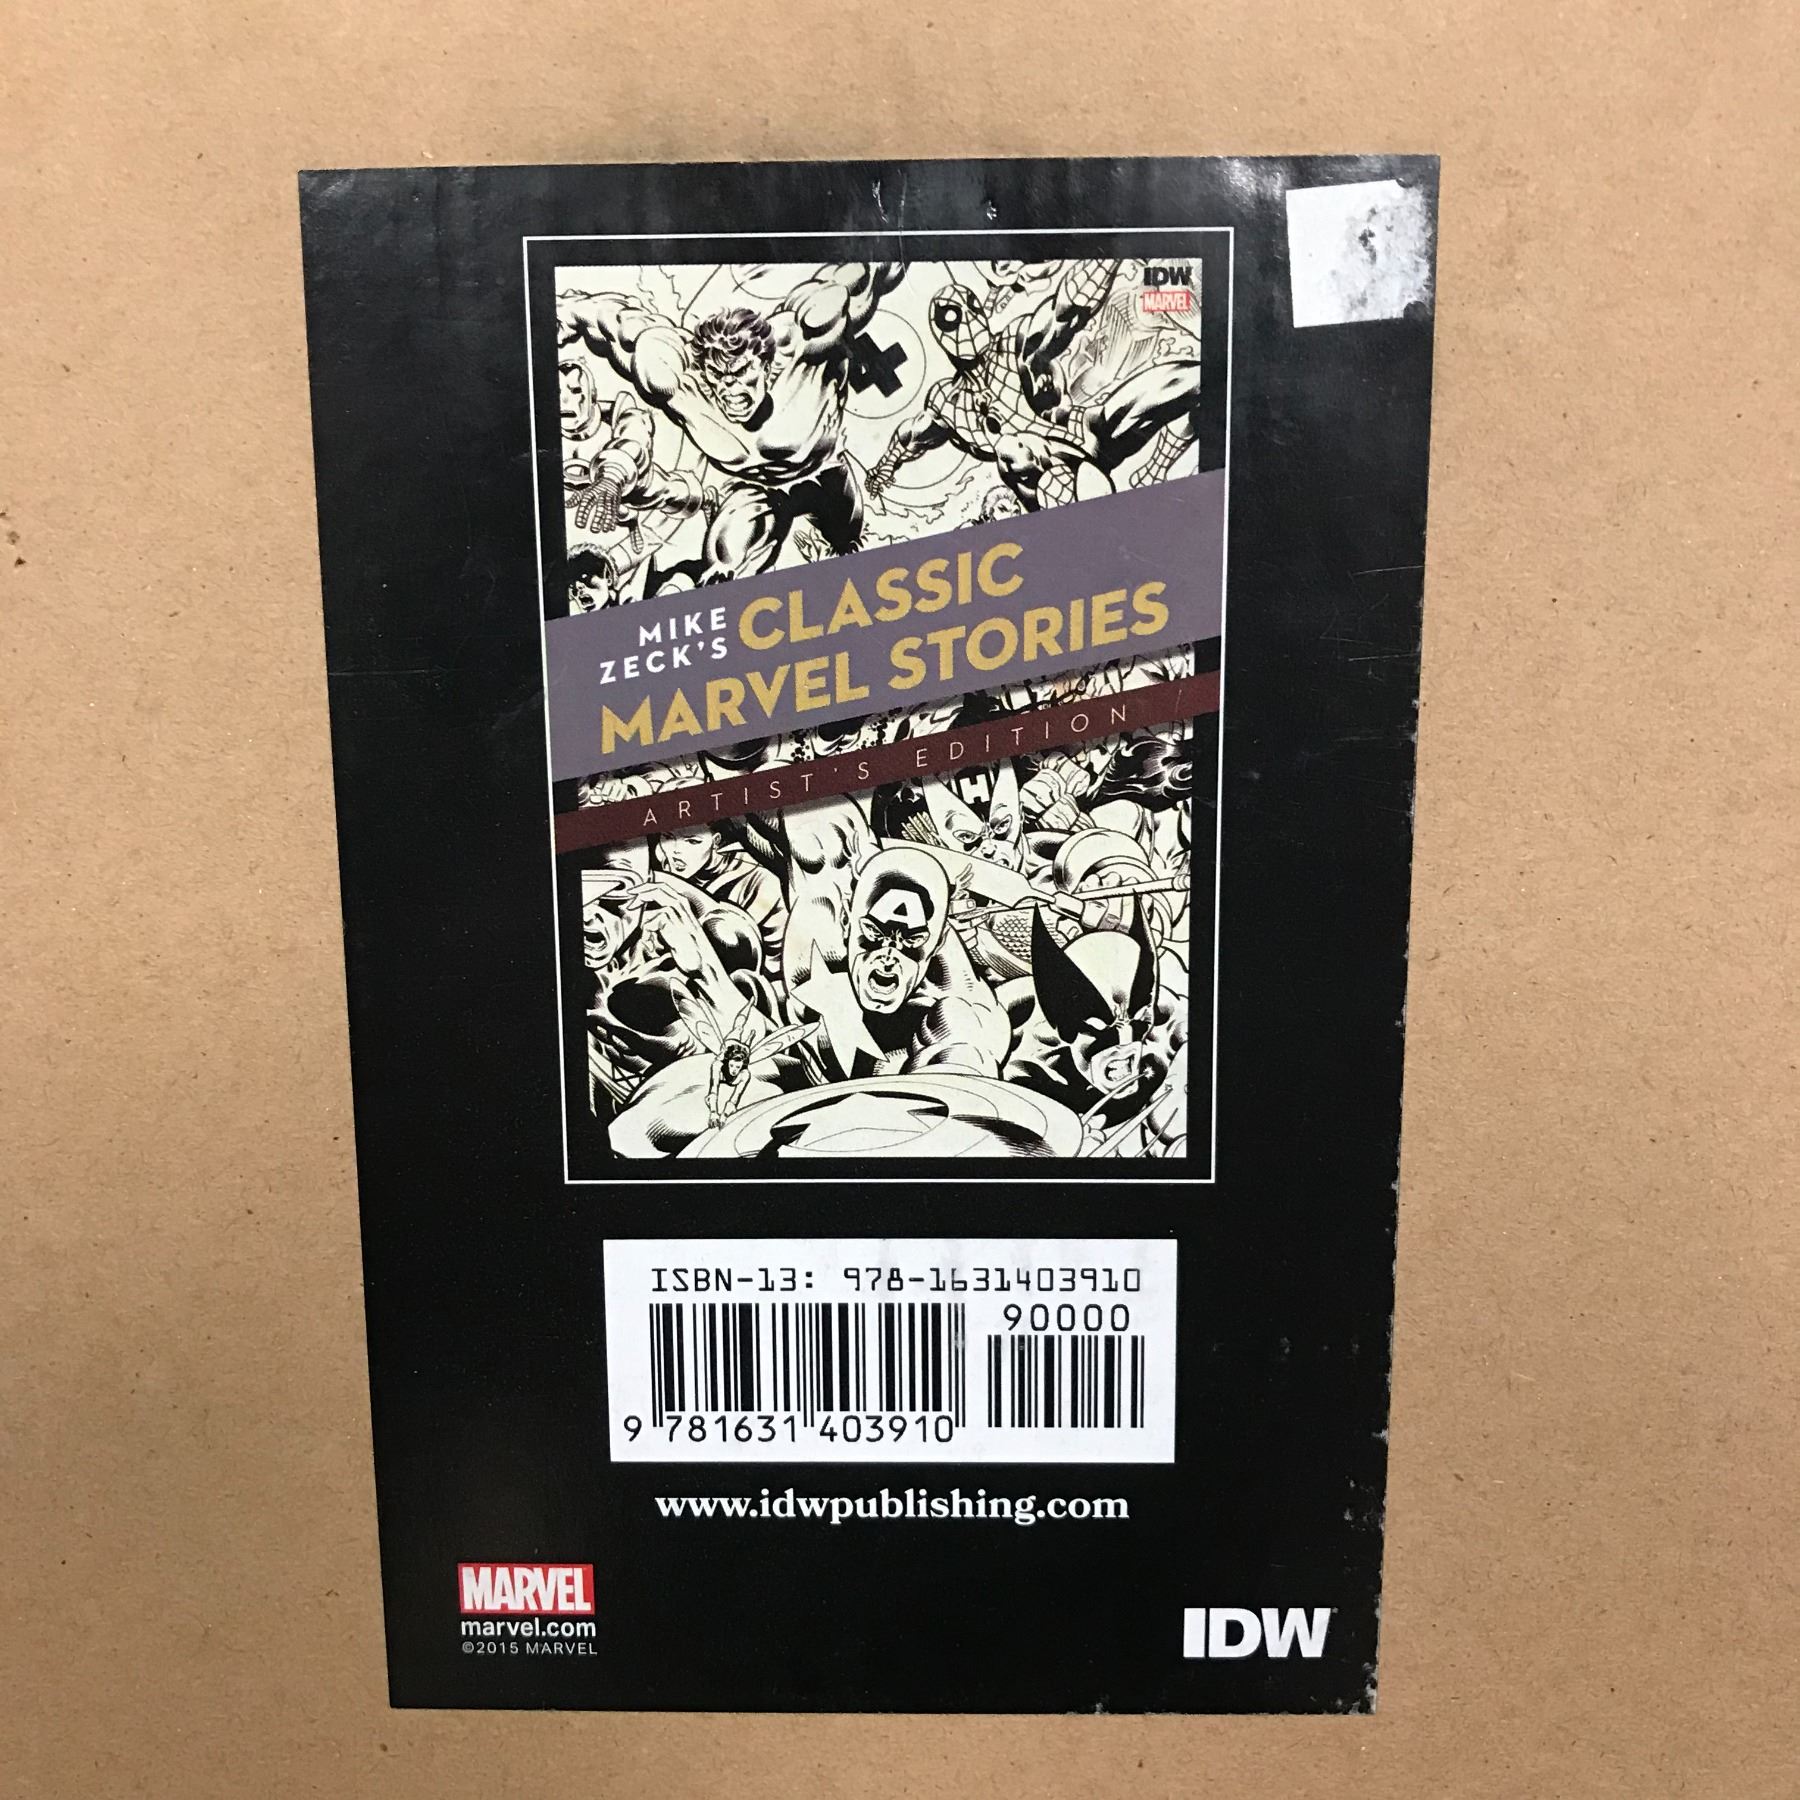 IDW
MARVEL
MIKE
ZECK'S
CLASSIC
MARVEL STORIES
ARTIST'S EDITION
H
A
ISBN-13: 978-1631403910
90000
9 781631 403910
www.idwpublishing.com
MARVEL
marvel.com
©2015 MARVEL
IDW